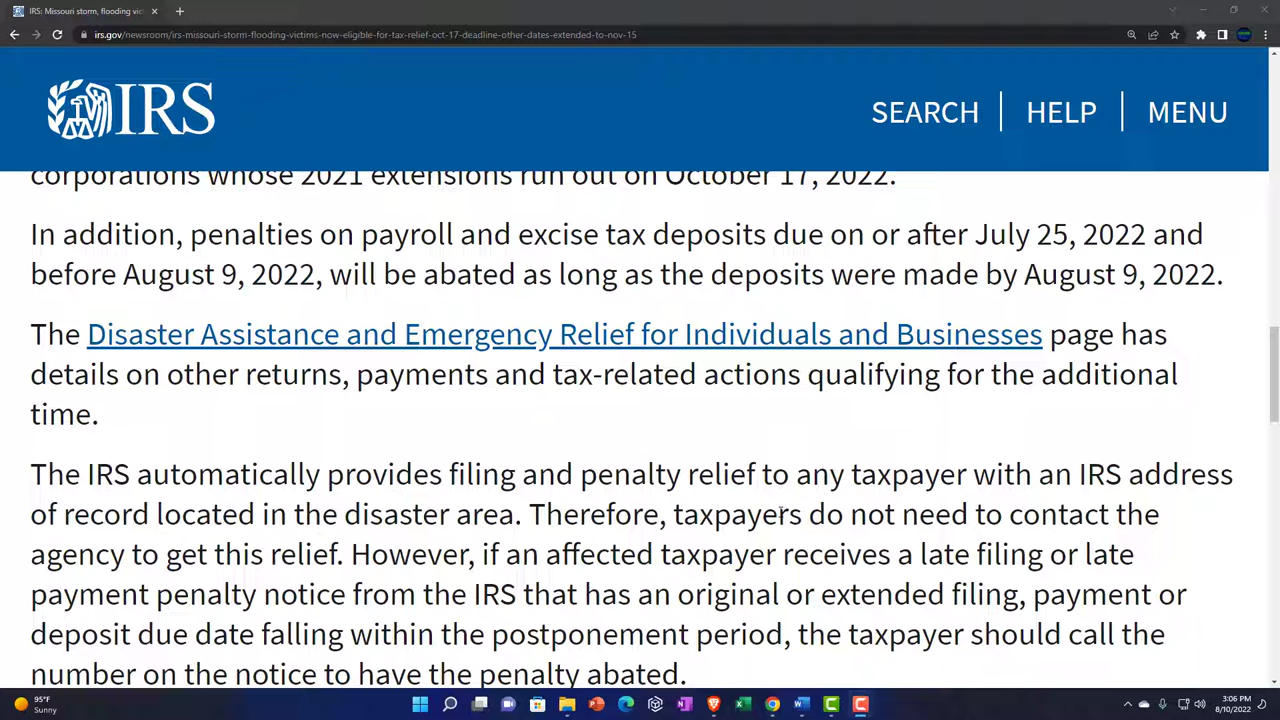 IRS: Missouri storm, flooding vic
irs.gov/newsroom/irs-missouri-storm-flooding-victims-now-eligible-for-tax-relief-oct-17-deadline-other-dates-extended-to-nov-15
IRS
SEARCH | HELP | MENU
corporations whose 2021 extensions run out on October 17, 2022.
In addition, penalties on payroll and excise tax deposits due on or after July 25, 2022 and
before August 9, 2022, will be abated as long as the deposits were made by August 9, 2022.
The Disaster Assistance and Emergency Relief for Individuals and Businesses page has
details on other returns, payments and tax-related actions qualifying for the additional
time.
The IRS automatically provides filing and penalty relief to any taxpayer with an IRS address
of record located in the disaster area. Therefore, taxpayers do not need to contact the
agency to get this relief. However, if an affected taxpayer receives a late filing or late
payment penalty notice from the IRS that has an original or extended filing, payment or
deposit due date falling within the postponement period, the taxpayer should call the
number on the notice to have the penalty abated.
95°F
Sunny
3:06 PM
8/10/2022